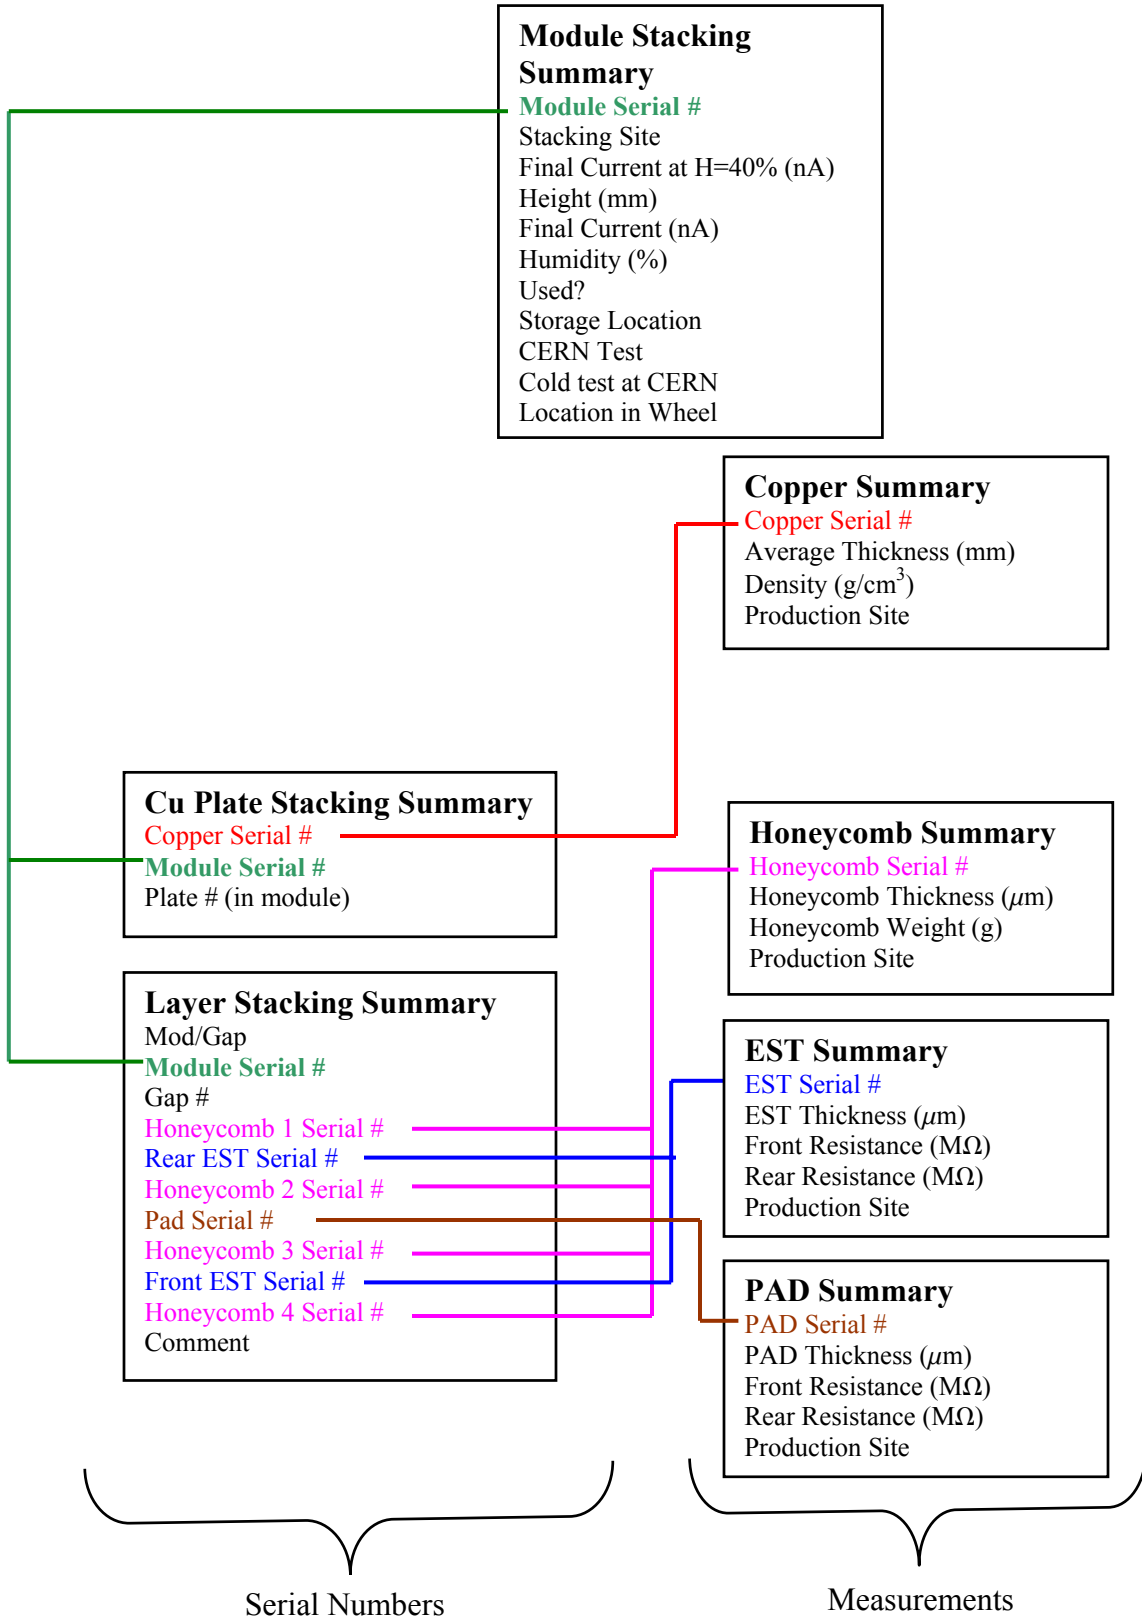 Module Stacking
Summary
Module Serial #
Stacking Site
Final Current at H=40% (nA)
Height (mm)
Final Current (nA)
Humidity (%)
Used?
Storage Location
CERN Test
Cold test at CERN
Location in Wheel
Copper Summary
Copper Serial #
Average Thickness (mm)
Density (g/cm³)
Production Site
Cu Plate Stacking Summary
Copper Serial #
Module Serial #
Plate # (in module)
Honeycomb Summary
Honeycomb Serial #
Honeycomb Thickness (μm)
Honeycomb Weight (g)
Production Site
Layer Stacking Summary
Mod/Gap
Module Serial #
Gap #
Honeycomb 1 Serial #
Rear EST Serial #
Honeycomb 2 Serial #
Pad Serial #
Honeycomb 3 Serial #
Front EST Serial #
Honeycomb 4 Serial #
Comment
EST Summary
EST Serial #
EST Thickness (μm)
Front Resistance (MΩ)
Rear Resistance (MΩ)
Production Site
PAD Summary
PAD Serial #
PAD Thickness (μm)
Front Resistance (MΩ)
Rear Resistance (MΩ)
Production Site
Serial Numbers
Measurements